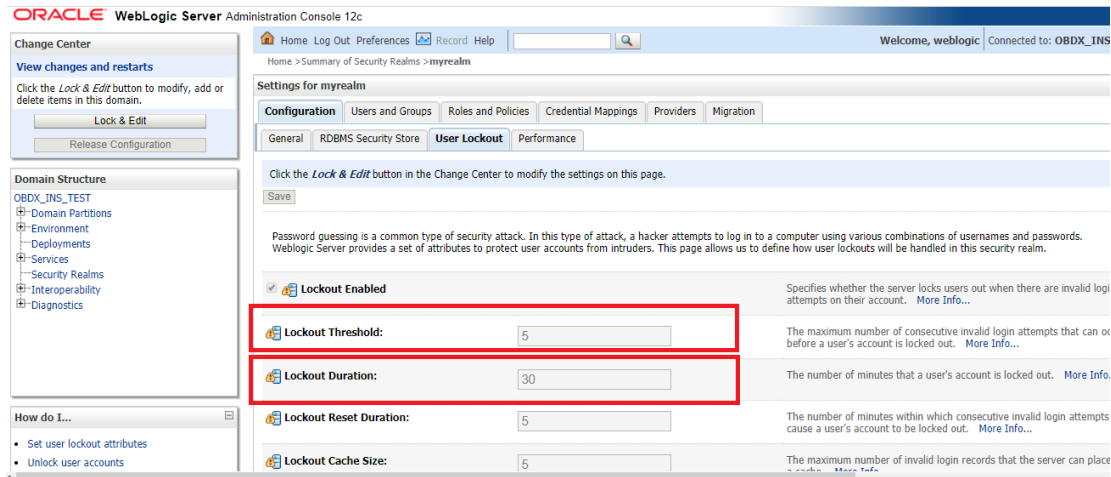 ORACLE WebLogic Server Administration Console 12c
Change Center
View changes and restarts
Click the Lock & Edit button to modify, add or
delete items in this domain.
Lock & Edit
Release Configuration
Domain Structure
OBDX_INS_TEST
Domain Partitions
Environment
Deployments
Services
Security Realms
Interoperability
Diagnostics
How do I...
Set user lockout attributes
Unlock user accounts
Home Log Out Preferences Record Help
Welcome, weblogic Connected to: OBDX_INS
Home >Summary of Security Realms >myrealm
Settings for myrealm
Configuration Users and Groups Roles and Policies Credential Mappings Providers Migration
General RDBMS Security Store User Lockout Performance
Click the Lock & Edit button in the Change Center to modify the settings on this page.
Save
Password guessing is a common type of security attack. In this type of attack, a hacker attempts to log in to a computer using various combinations of usernames and passwords.
Weblogic Server provides a set of attributes to protect user accounts from intruders. This page allows us to define how user lockouts will be handled in this security realm.
Lockout Enabled
Specifies whether the server locks users out when there are invalid logi
attempts on their account. More Info...
Lockout Threshold:
5
The maximum number of consecutive invalid login attempts that can oc
before a user's account is locked out. More Info...
Lockout Duration:
30
The number of minutes that a user's account is locked out. More Info.
Lockout Reset Duration:
5
The number of minutes within which consecutive invalid login attempts
cause a user's account to be locked out. More Info...
Lockout Cache Size:
5
The maximum number of invalid login records that the server can place
a cache. More Info